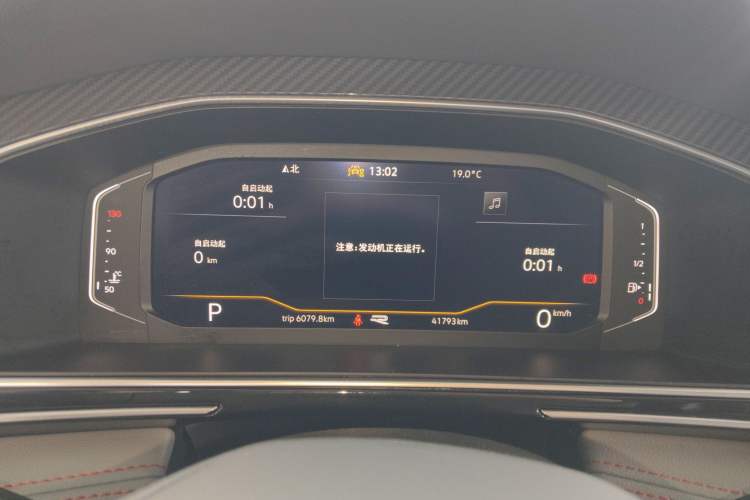 北
13:02
19.0°C
自启动起
0:01 h
自启动起
0 km
注意:发动机正在运行。
自启动起
0:01 h
130
90
50
°C
1
1/2
0
P
trip 6079.8km
R
41793km
0 km/h